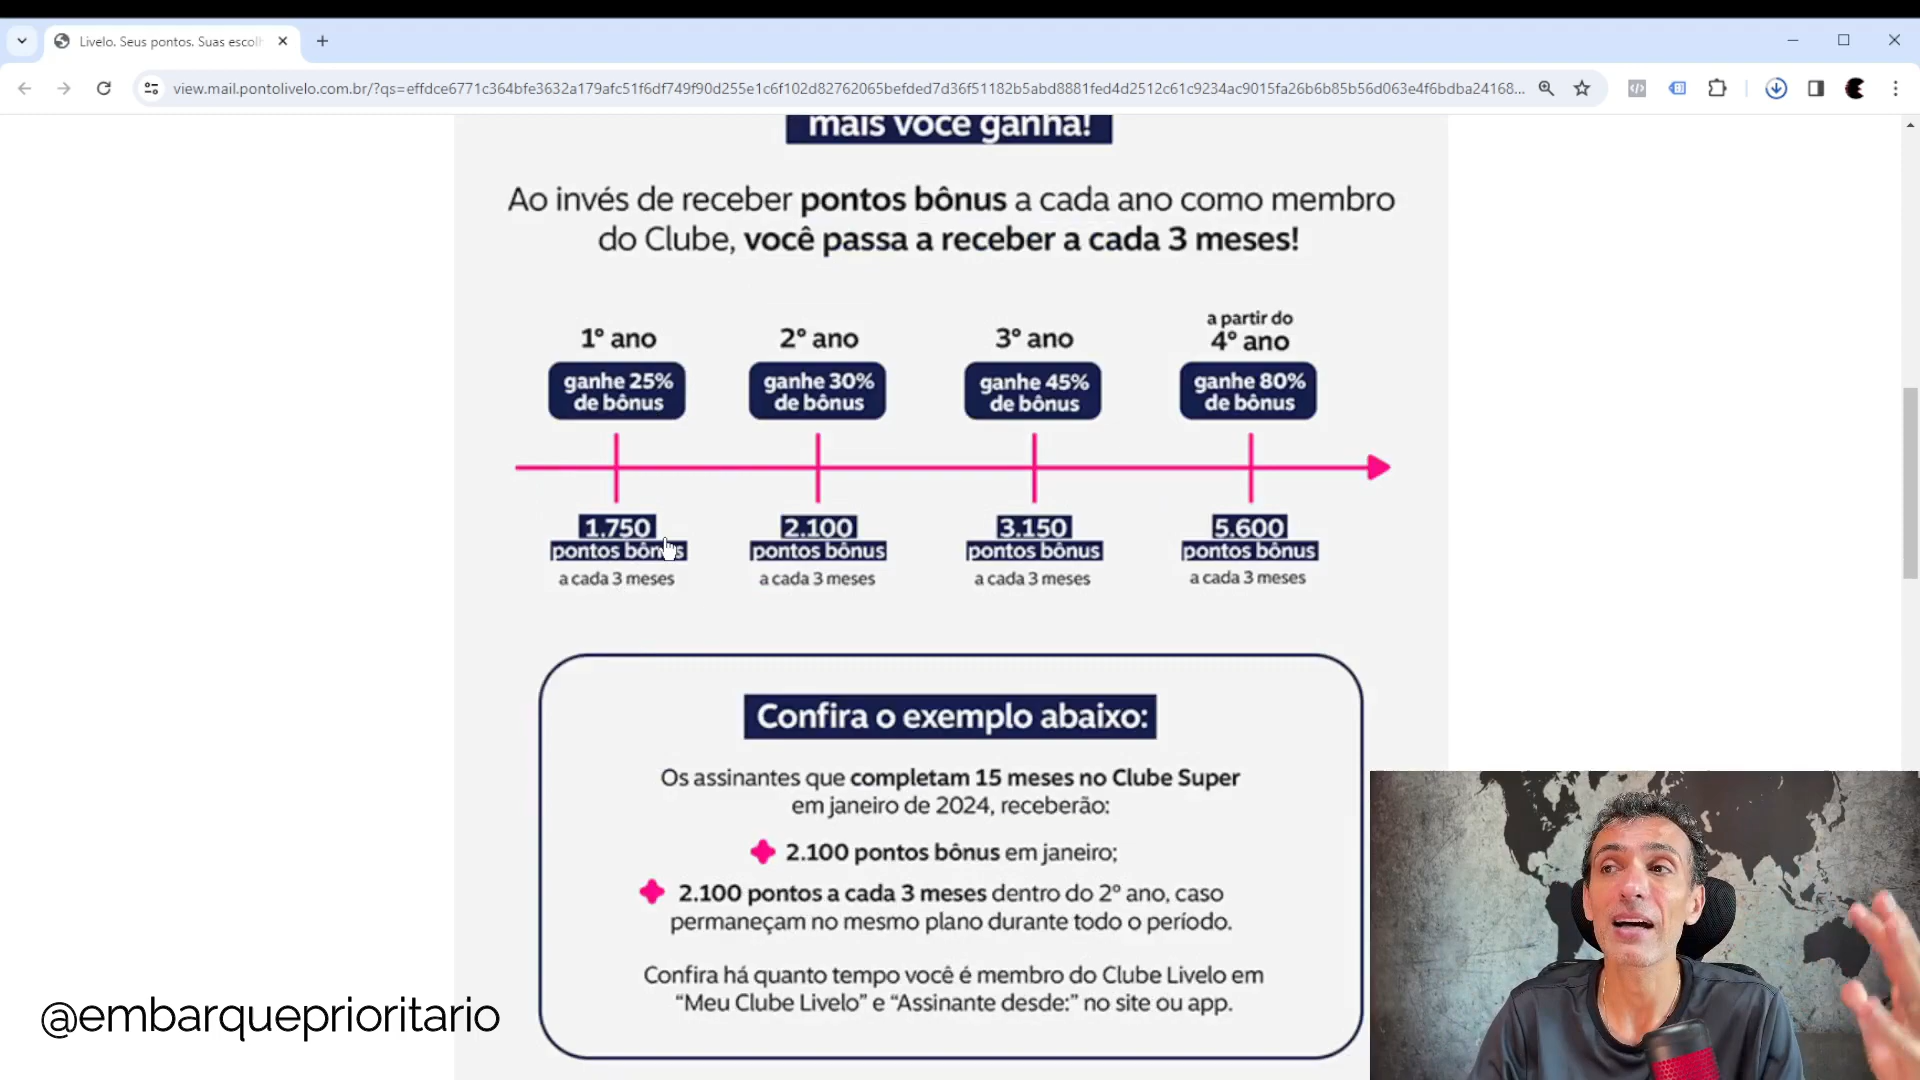 Livelo. Seus pontos. Suas escolh
view.mail.pontolivelo.com.br/?qs=effdce6771c364bfe3632a179afc51f6df749f90d255e1c6f102d82762065befded7d36f51182b5abd8881fed4d2512c61c9234ac9015fa26b6b85b56d063e4f6bdba24168...
mais você ganha!
Ao invés de receber pontos bônus a cada ano como membro
do Clube, você passa a receber a cada 3 meses!
1º ano
ganhe 25%
de bônus
1.750
pontos bônus
a cada 3 meses
2º ano
ganhe 30%
de bônus
2.100
pontos bônus
a cada 3 meses
3º ano
ganhe 45%
de bônus
3.150
pontos bônus
a cada 3 meses
a partir do
4º ano
ganhe 80%
de bônus
5.600
pontos bônus
a cada 3 meses
Confira o exemplo abaixo:
Os assinantes que completam 15 meses no Clube Super
em janeiro de 2024, receberão:
2.100 pontos bônus em janeiro;
2.100 pontos a cada 3 meses dentro do 2º ano, caso
permaneçam no mesmo plano durante todo o período.
Confira há quanto tempo você é membro do Clube Livelo em
“Meu Clube Livelo” e “Assinante desde:” no site ou app.
@embarqueprioritario